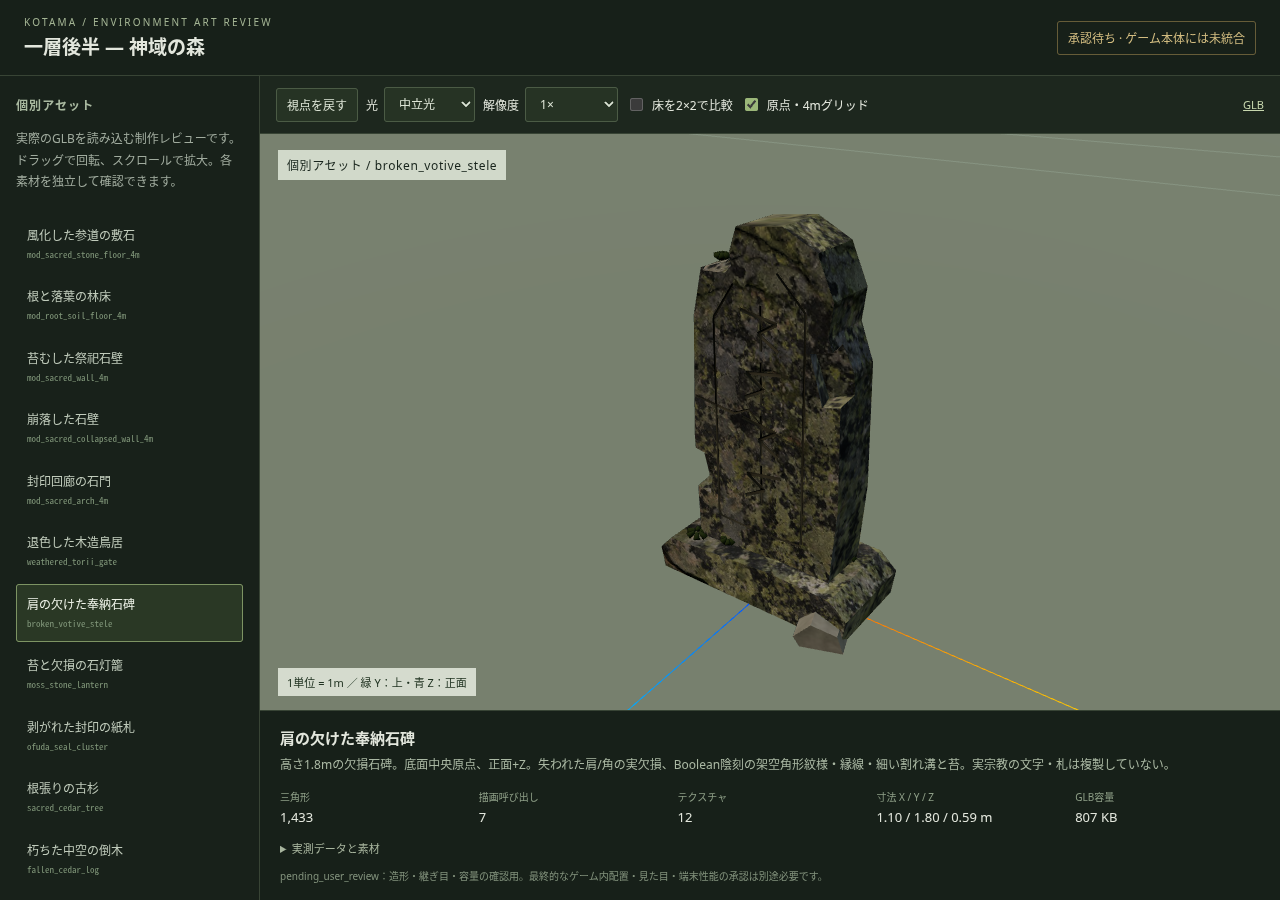 KOTAMA / ENVIRONMENT ART REVIEW
一層後半 — 神域の森
承認待ち · ゲーム本体には未統合
個別アセット
実際のGLBを読み込む制作レビューです。
ドラッグで回転、スクロールで拡大。各
素材を独立して確認できます。
風化した参道の敷石
mod_sacred_stone_floor_4m
根と落葉の林床
mod_root_soil_floor_4m
苔むした祭祀石壁
mod_sacred_wall_4m
崩落した石壁
mod_sacred_collapsed_wall_4m
封印回廊の石門
mod_sacred_arch_4m
退色した木造鳥居
weathered_torii_gate
肩の欠けた奉納石碑
broken_votive_stele
苔と欠損の石灯籠
moss_stone_lantern
剥がれた封印の紙札
ofuda_seal_cluster
根張りの古杉
sacred_cedar_tree
朽ちた中空の倒木
fallen_cedar_log
視点を戻す 光 中立光 解像度 1× 床を2×2で比較 原点・4mグリッド GLB
個別アセット / broken_votive_stele
1単位 = 1m ／ 緑 Y：上・青 Z：正面
肩の欠けた奉納石碑
高さ1.8mの欠損石碑。底面中央原点、正面+Z。失われた肩/角の実欠損、Boolean陰刻の架空角形紋様・縁線・細い割れ溝と苔。実宗教の文字・札は複製していない。
三角形 描画呼び出し テクスチャ 寸法 X / Y / Z GLB容量
1,433 7 12 1.10 / 1.80 / 0.59 m 807 KB
▶ 実測データと素材
pending_user_review：造形・継ぎ目・容量の確認用。最終的なゲーム内配置・見た目・端末性能の承認は別途必要です。